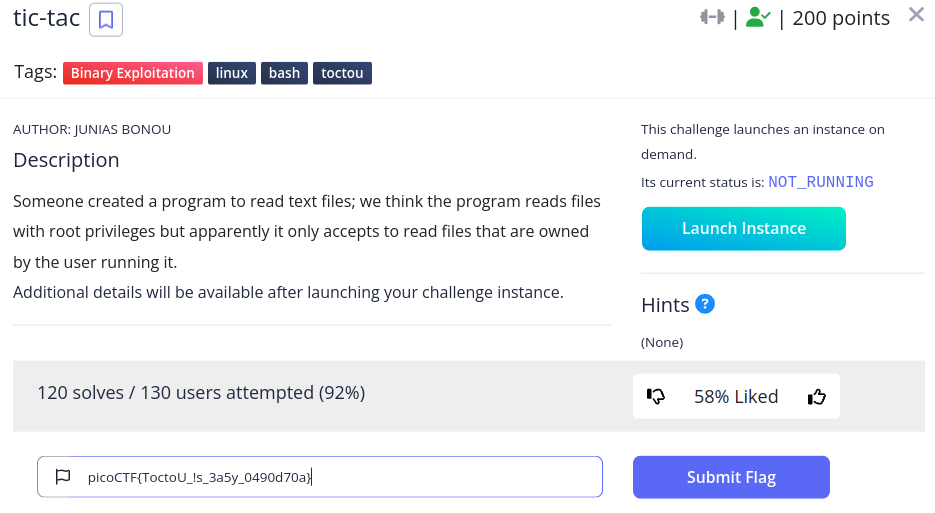 tic-tac
| | 200 points
Tags: Binary Exploitation linux bash toctou
AUTHOR: JUNIAS BONOU
Description
Someone created a program to read text files; we think the program reads files
with root privileges but apparently it only accepts to read files that are owned
by the user running it.
Additional details will be available after launching your challenge instance.
This challenge launches an instance on
demand.
Its current status is: NOT_RUNNING
Launch Instance
Hints ?
(None)
120 solves / 130 users attempted (92%)
58% Liked
picoCTF{ToctoU_!s_3a5y_0490d70a}
Submit Flag